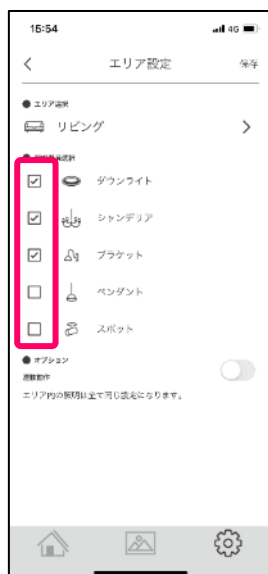 15:54
4G
エリア設定
保存
エリア選択
リビング
ダウンライト
シャンデリア
ブラケット
ペンダント
スポット
オプション
連動動作
エリア内の照明は全て同じ設定になります。